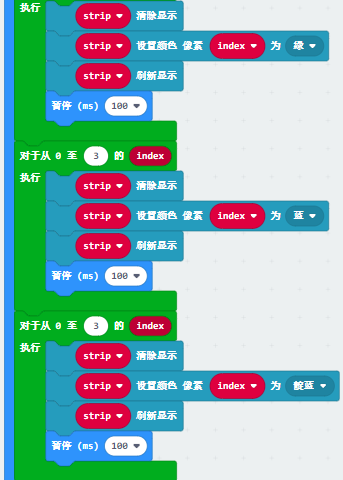 执行
strip 清除显示
strip 设置颜色 像素 index 为 绿
strip 刷新显示
暂停 (ms) 100
对于从 0 至 3 的 index
执行
strip 清除显示
strip 设置颜色 像素 index 为 蓝
strip 刷新显示
暂停 (ms) 100
对于从 0 至 3 的 index
执行
strip 清除显示
strip 设置颜色 像素 index 为 靛蓝
strip 刷新显示
暂停 (ms) 100